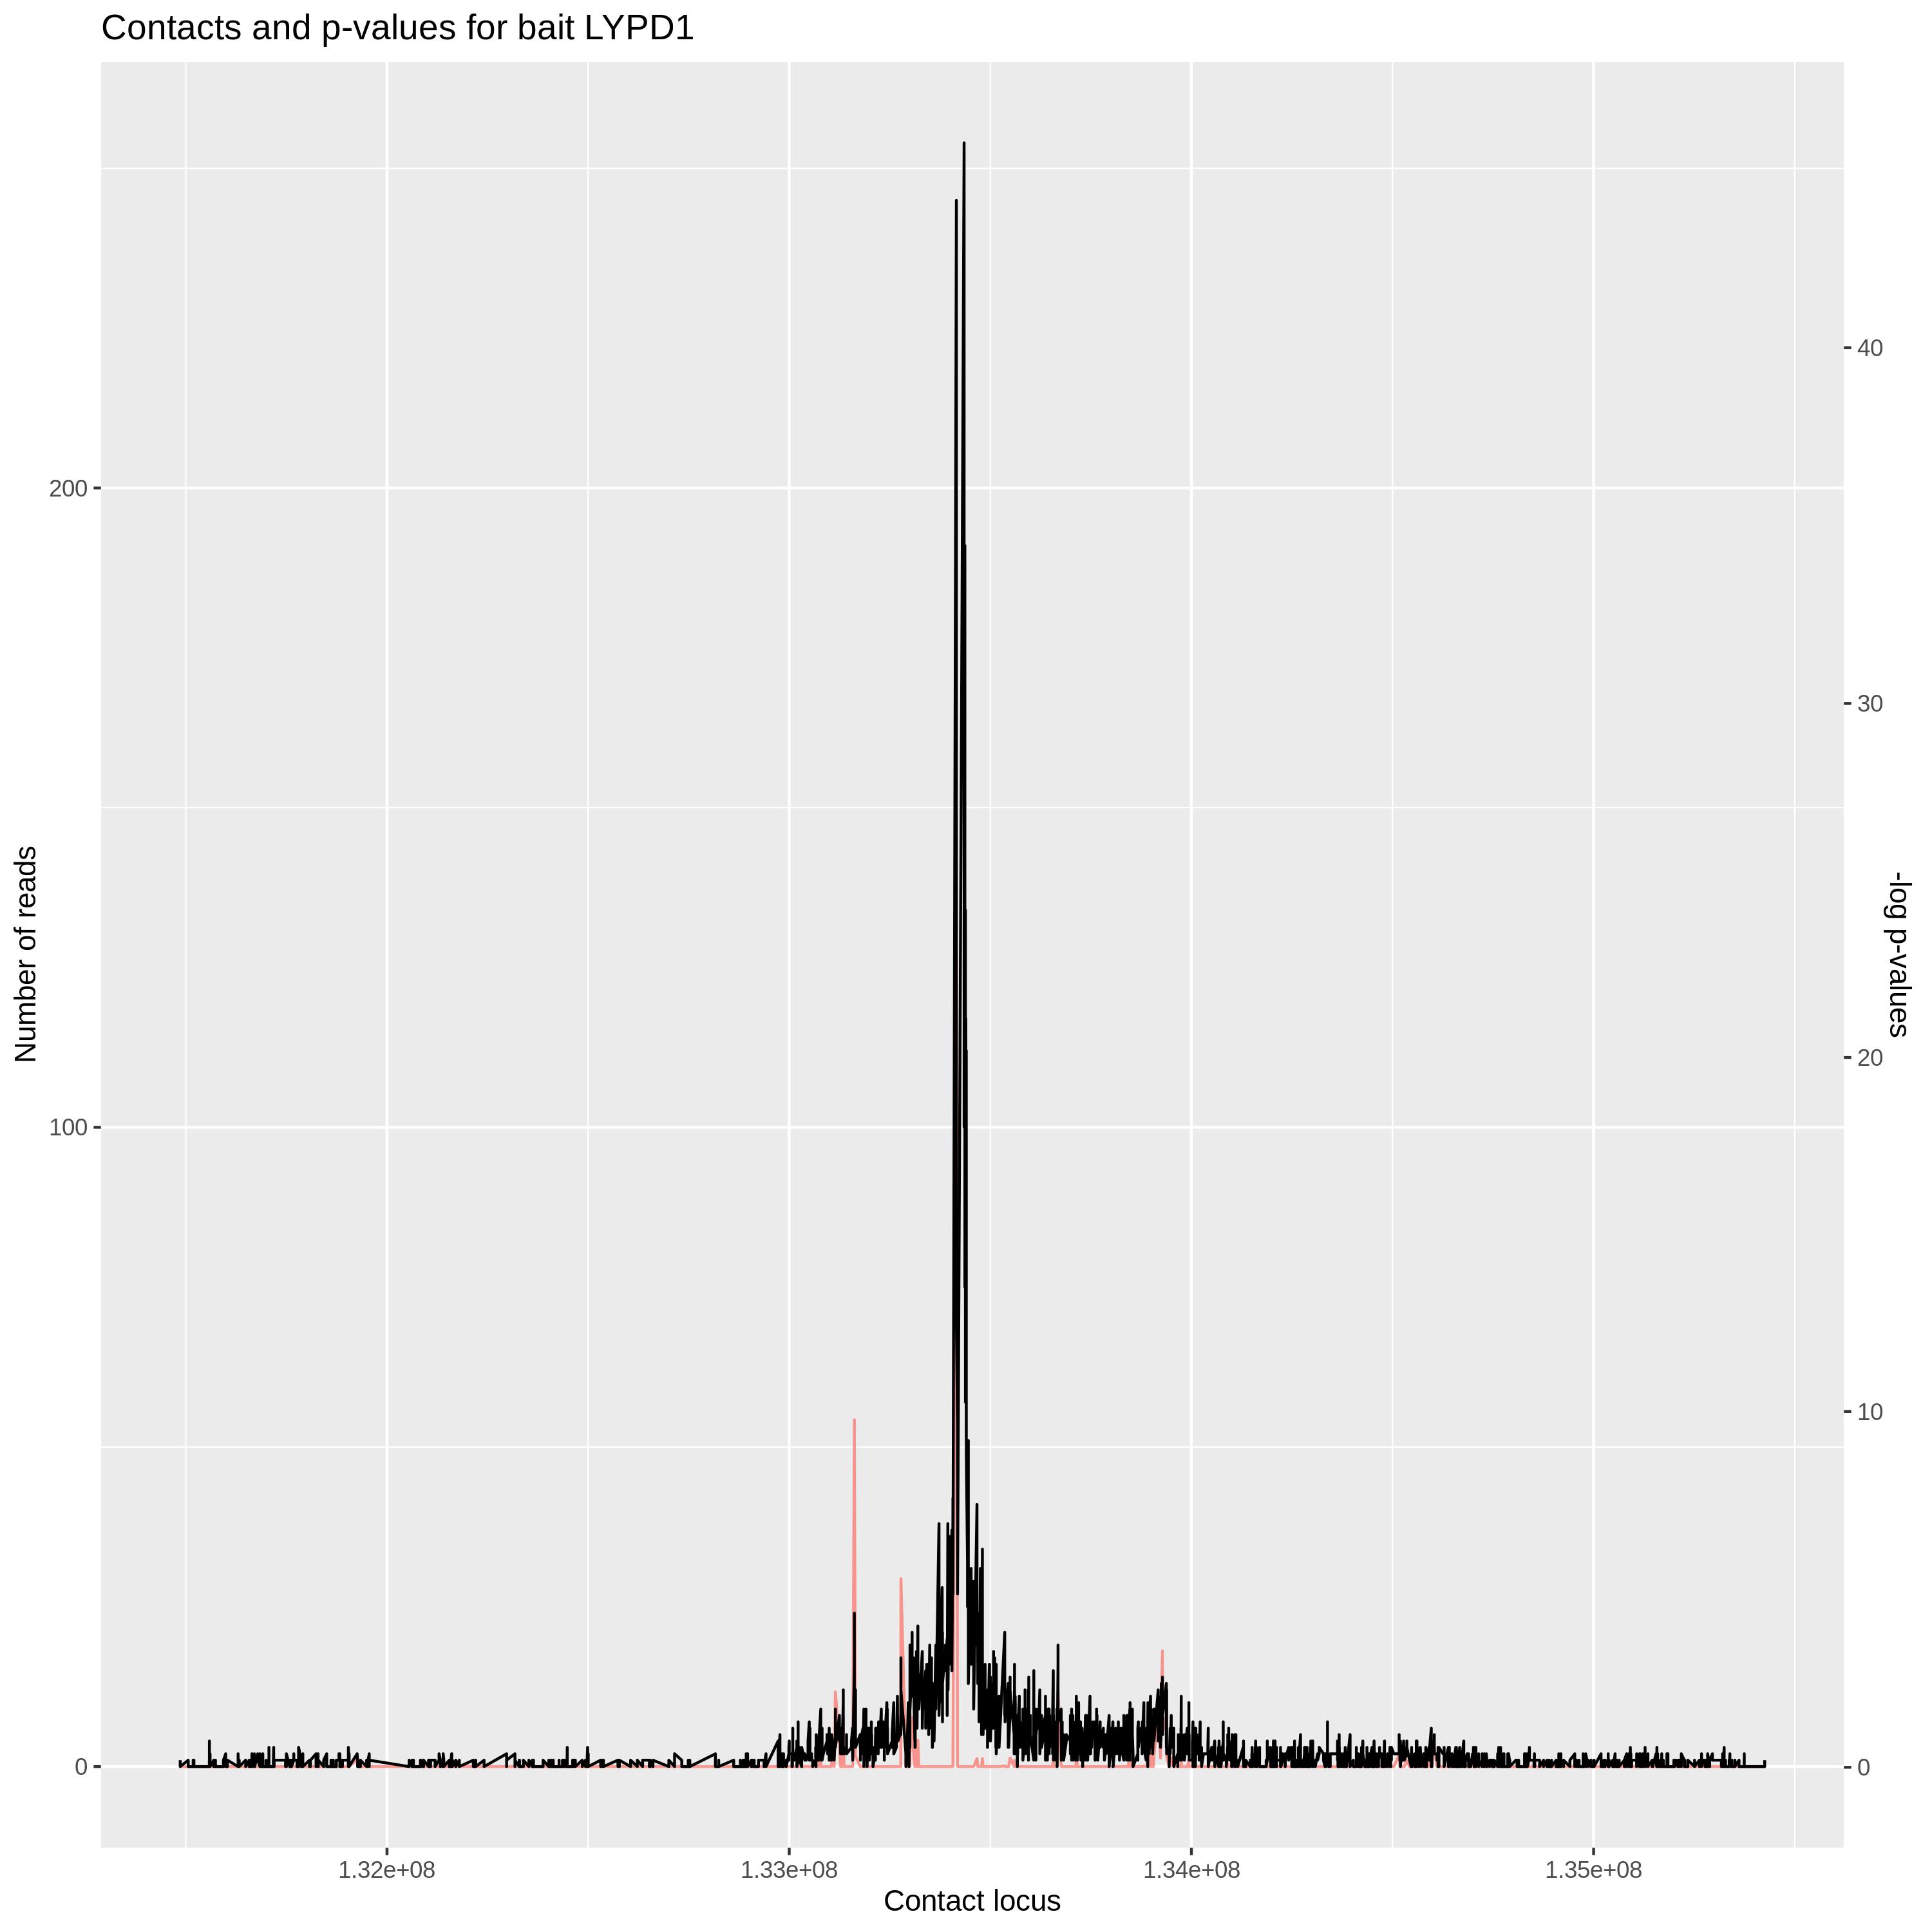 Contacts and p-values for bait LYPD1
Number of reads
200
100
0
40
30
20
10
0
-log p-values
1.32e+08
1.33e+08
1.34e+08
1.35e+08
Contact locus